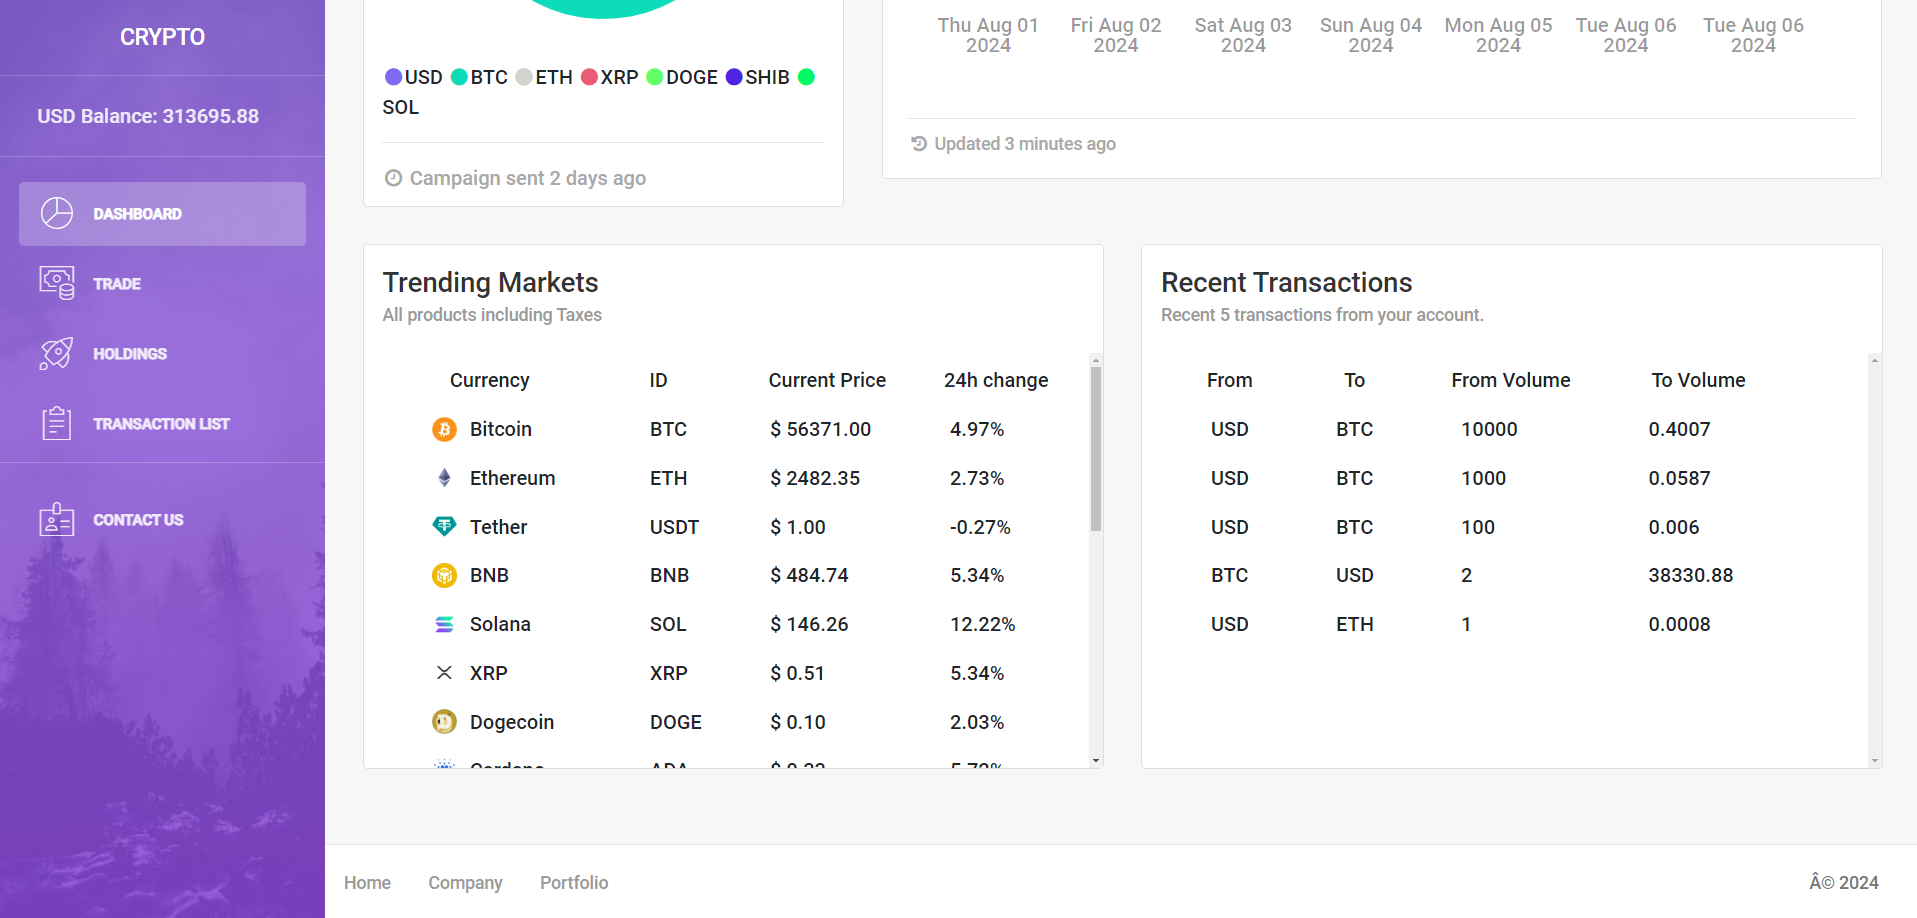 CRYPTO
USD Balance: 313695.88
DASHBOARD
TRADE
HOLDINGS
TRANSACTION LIST
CONTACT US
USD BTC ETH XRP DOGE SHIB
SOL
Campaign sent 2 days ago
Thu Aug 01 2024
Fri Aug 02 2024
Sat Aug 03 2024
Sun Aug 04 2024
Mon Aug 05 2024
Tue Aug 06 2024
Tue Aug 06 2024
Updated 3 minutes ago
Trending Markets
All products including Taxes
Currency ID Current Price 24h change
Bitcoin BTC $ 56371.00 4.97%
Ethereum ETH $ 2482.35 2.73%
Tether USDT $ 1.00 -0.27%
BNB BNB $ 484.74 5.34%
Solana SOL $ 146.26 12.22%
XRP XRP $ 0.51 5.34%
Dogecoin DOGE $ 0.10 2.03%
Cardano ADA
Recent Transactions
Recent 5 transactions from your account.
From To From Volume To Volume
USD BTC 10000 0.4007
USD BTC 1000 0.0587
USD BTC 100 0.006
BTC USD 2 38330.88
USD ETH 1 0.0008
Home Company Portfolio
Â© 2024